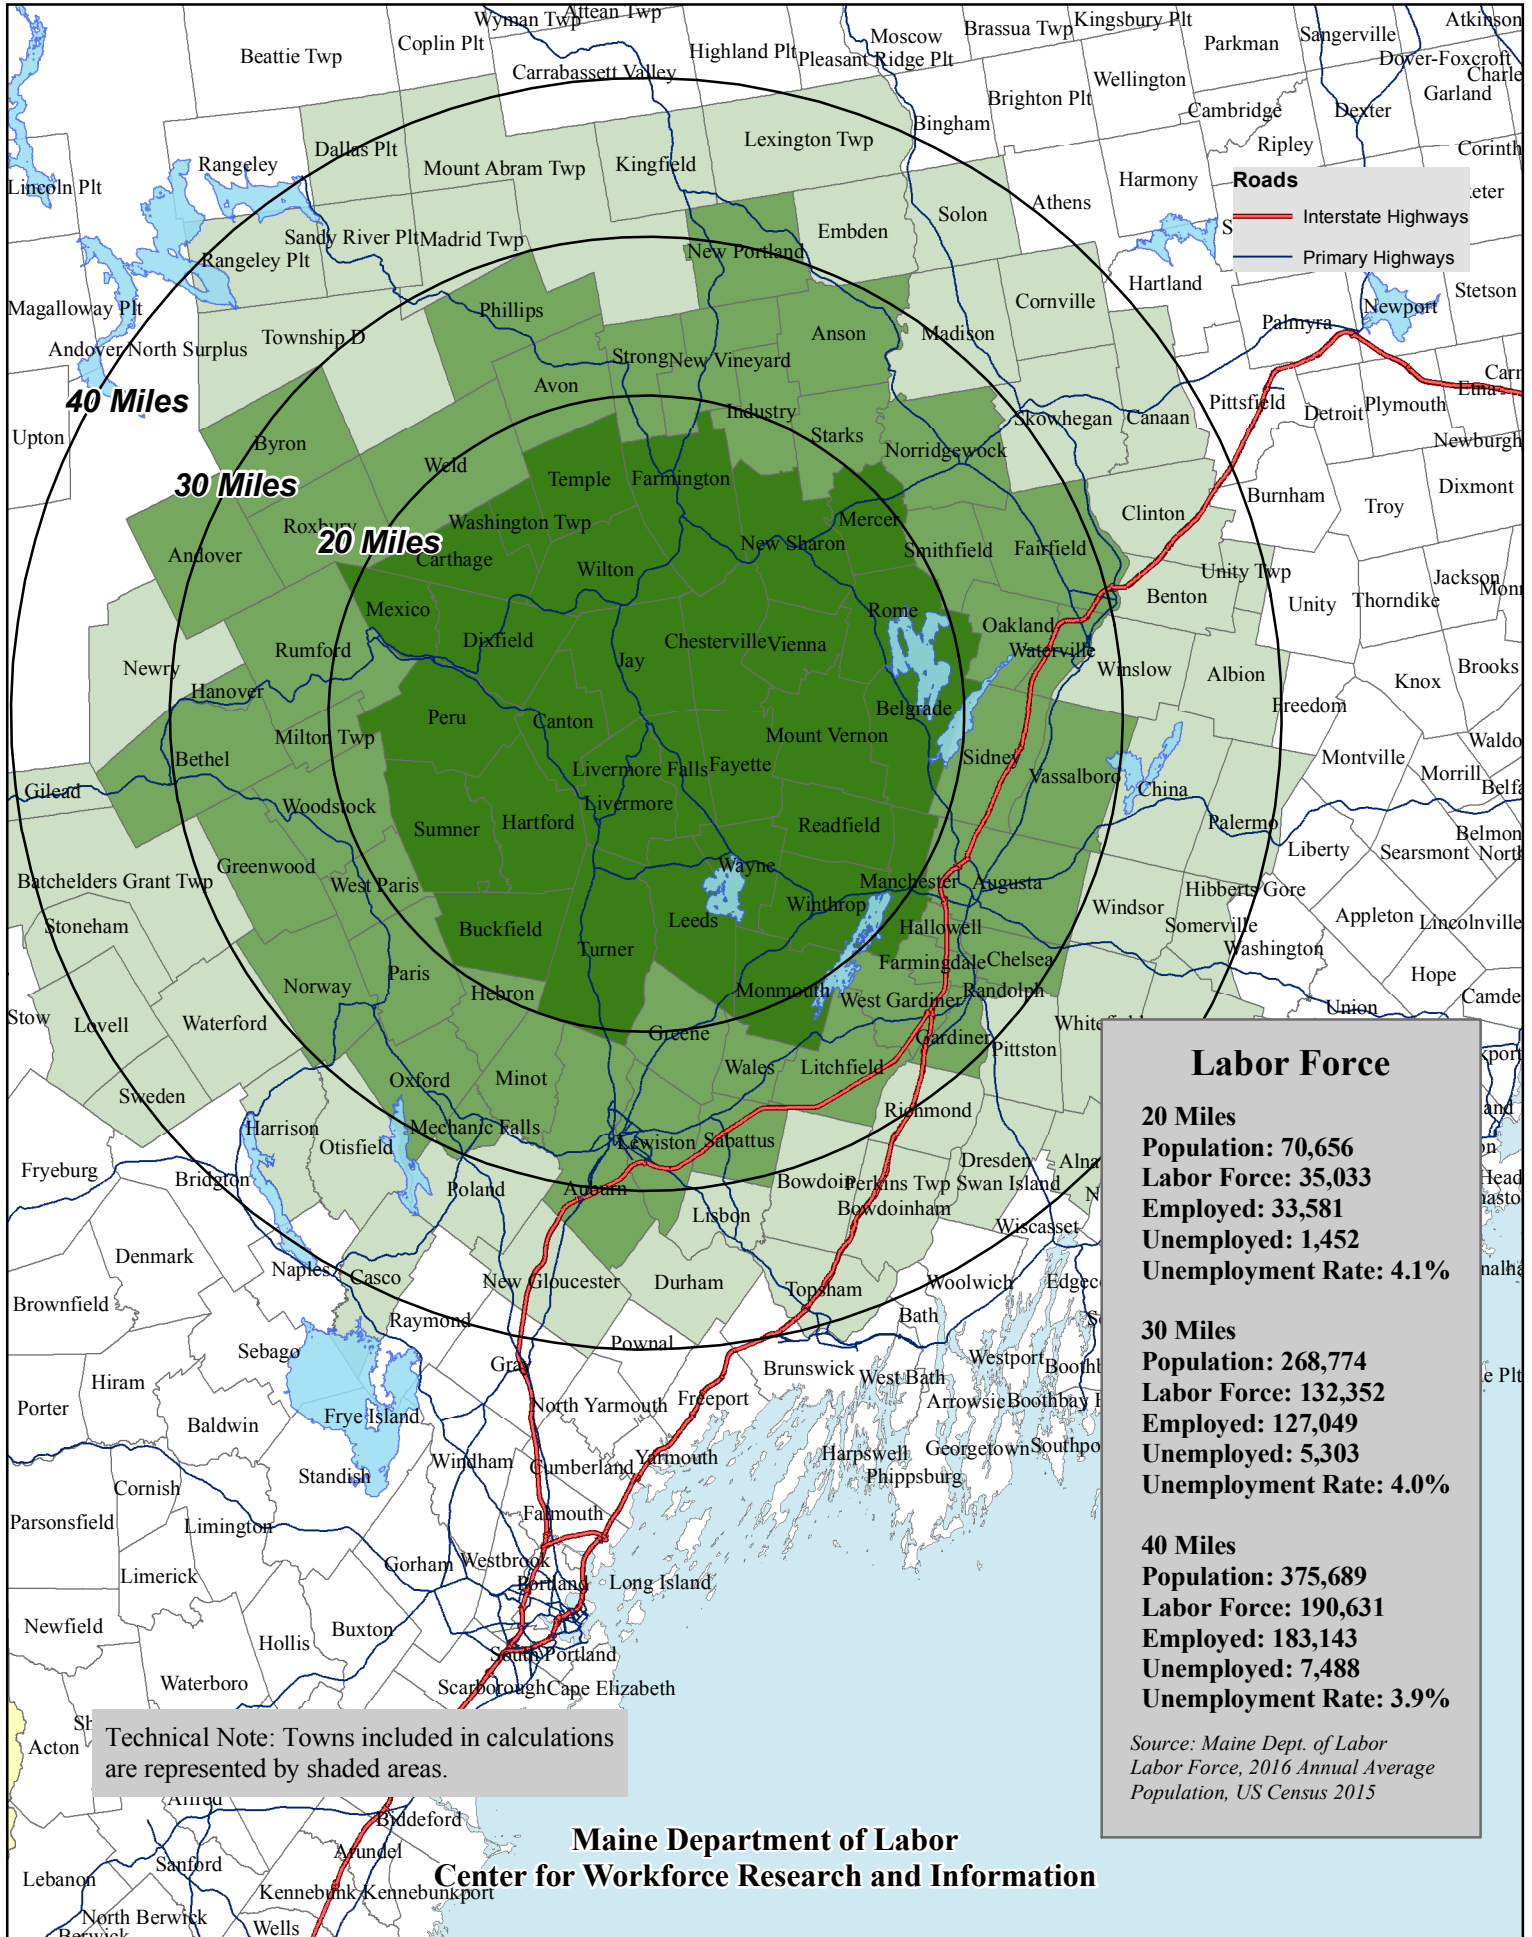 Wyman Twp
Attean Twp
Coplin Plt
Beattie Twp
Highland Plt
Moscow
Pleasant Ridge Plt
Brassua Twp
Kingsbury Plt
Parkman
Sangerville
Atkinson
Dover-Foxcroft
Charle
Garland
Carrabassett Valley
Wellington
Brighton Plt
Cambridge
Dexter
Bingham
Ripley
Corinth
Lexington Twp
Dallas Plt
Rangeley
Mount Abram Twp
Kingfield
Lincoln Plt
Harmony
Athens
Solon
Roads
Interstate Highways
Primary Highways
Embden
Sandy River Plt
Madrid Twp
Rangeley Plt
New Portland
Hartland
Stetson
Newport
Palmyra
Cornville
Magalloway Plt
Phillips
Township D
Andover North Surplus
Anson
Madison
Strong
New Vineyard
Avon
40 Miles
Industry
Starks
Skowhegan
Canaan
Pittsfield
Detroit
Plymouth
Etna
Newburgh
Upton
Byron
Weld
Norridgewock
30 Miles
Temple
Farmington
Burnham
Troy
Dixmont
Clinton
Roxbury
Washington Twp
20 Miles
Mercer
New Sharon
Smithfield
Fairfield
Andover
Carthage
Wilton
Unity Twp
Benton
Unity
Thorndike
Jackson
Mexico
Rome
Oakland
Rumford
Dixfield
Chesterville
Vienna
Waterville
Jay
Newry
Hanover
Winslow
Albion
Knox
Brooks
Freedom
Peru
Canton
Belgrade
Milton Twp
Mount Vernon
Bethel
Livermore Falls
Fayette
Sidney
Vassalboro
Montville
Waldo
Morrill
Gilead
China
Woodstock
Livermore
Sumner
Hartford
Readfield
Palermo
Liberty
Searsmont
Greenwood
West Paris
Wayne
Manchester
Augusta
Batchelders Grant Twp
Hibberts Gore
Winthrop
Windsor
Appleton
Lincolnville
Stoneham
Buckfield
Leeds
Hallowell
Somerville
Turner
Washington
Farmingdale
Chelsea
Paris
Norway
Hebron
Monmouth
West Gardiner
Randolph
Hope
Union
Stow
Lovell
Waterford
Greene
Gardiner
Pittston
Wales
Litchfield
Sweden
Oxford
Minot
Richmond
Harrison
Otisfield
Mechanic Falls
Lewiston
Sabattus
Fryeburg
Bridgton
Poland
Auburn
Dresden
Alna
Bowdoin
Perkins Twp Swan Island
Bowdoinham
Lisbon
Wiscasset
Denmark
Naples
Casco
New Gloucester
Durham
Topsham
Woolwich
Brownfield
Raymond
Bath
Sebago
Pownal
Gray
Brunswick
West Bath
Westport
Hiram
Porter
Baldwin
Frye Island
North Yarmouth
Freeport
Arrowsic
Harpswell
Georgetown
Phippsburg
Standish
Windham
Cumberland
Yarmouth
Cornish
Parsonsfield
Limington
Falmouth
Gorham
Westbrook
Limerick
Portland
Long Island
Newfield
Hollis
Buxton
South Portland
Waterboro
Scarborough
Cape Elizabeth
Acton
Technical Note: Towns included in calculations
are represented by shaded areas.
Alfred
Biddeford
Arundel
Sanford
Lebanon
Kennebunk
Kennebunkport
North Berwick
Berwick
Wells
Labor Force
20 Miles
Population: 70,656
Labor Force: 35,033
Employed: 33,581
Unemployed: 1,452
Unemployment Rate: 4.1%
30 Miles
Population: 268,774
Labor Force: 132,352
Employed: 127,049
Unemployed: 5,303
Unemployment Rate: 4.0%
40 Miles
Population: 375,689
Labor Force: 190,631
Employed: 183,143
Unemployed: 7,488
Unemployment Rate: 3.9%
Source: Maine Dept. of Labor
Labor Force, 2016 Annual Average
Population, US Census 2015
Maine Department of Labor
Center for Workforce Research and Information